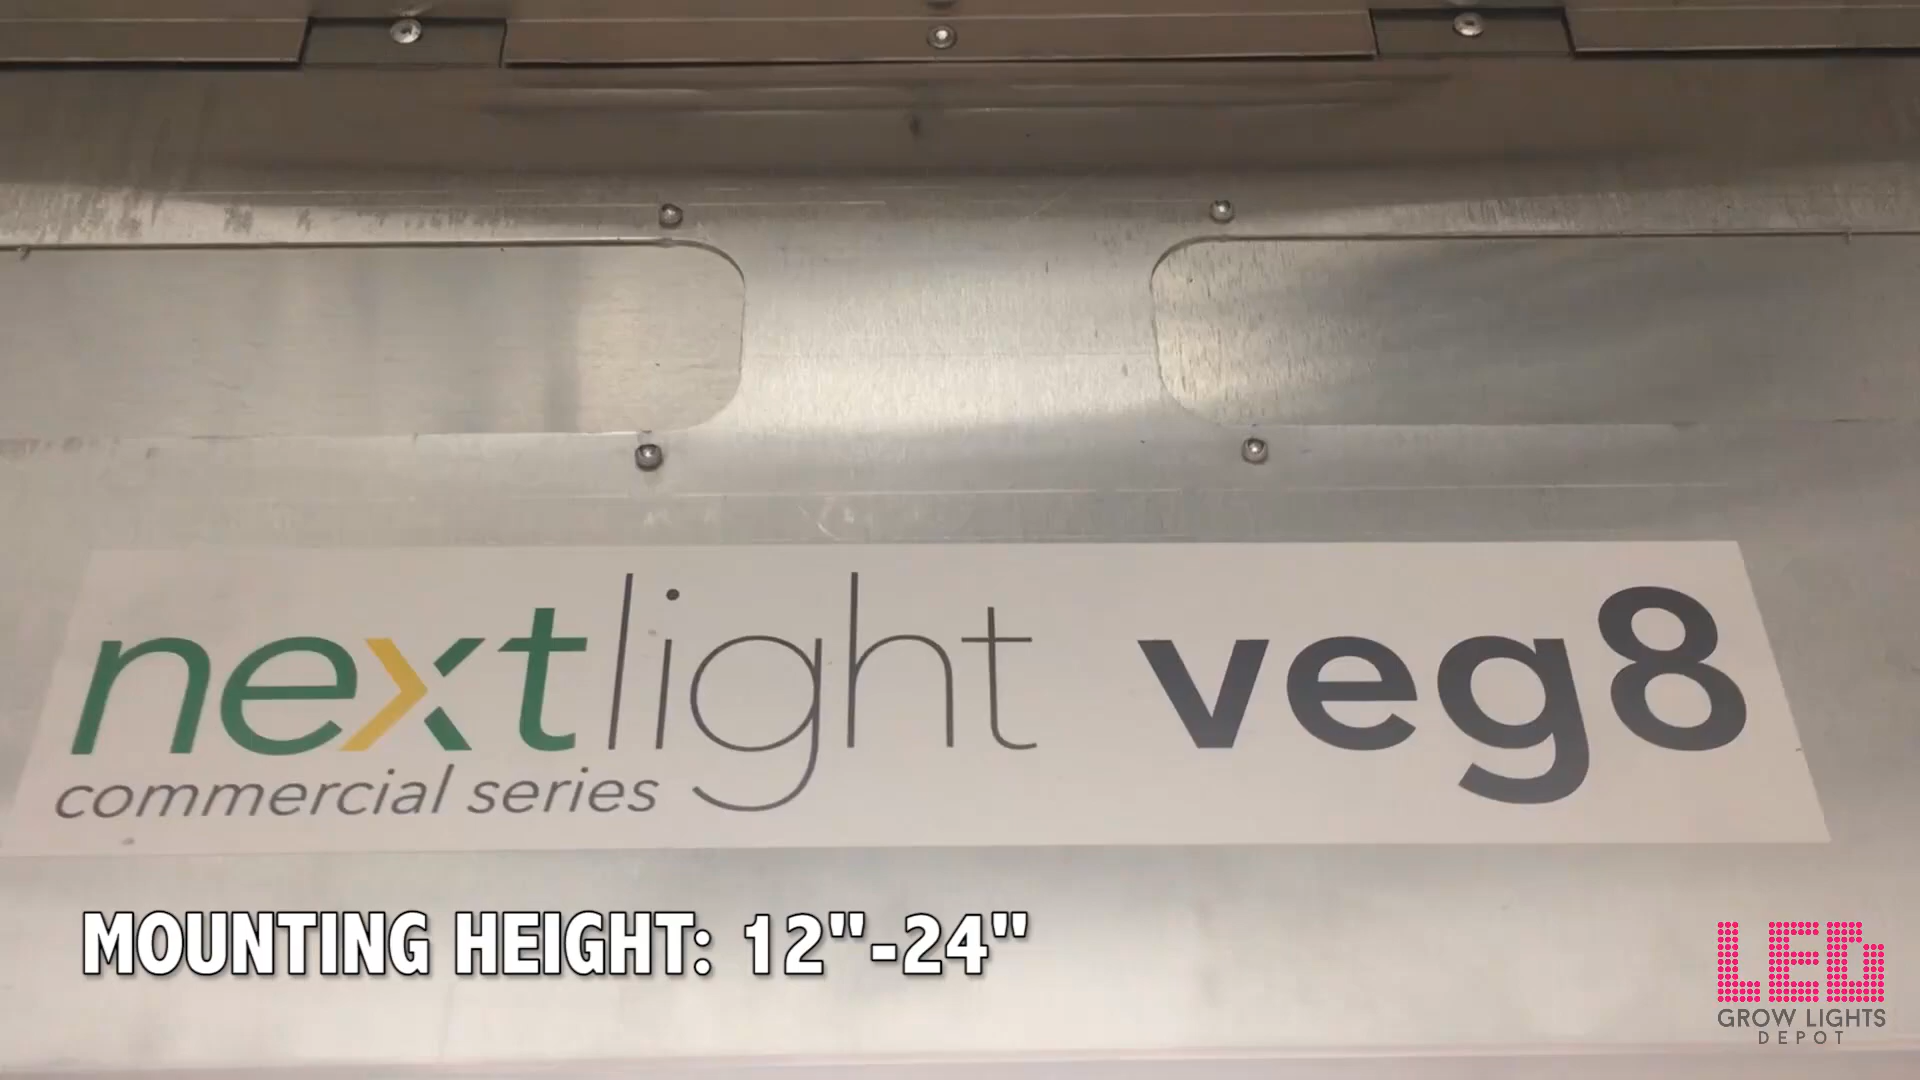 nextlight veg8
commercial series
MOUNTING HEIGHT: 12"-24"
LED
GROW LIGHTS
DEPOT